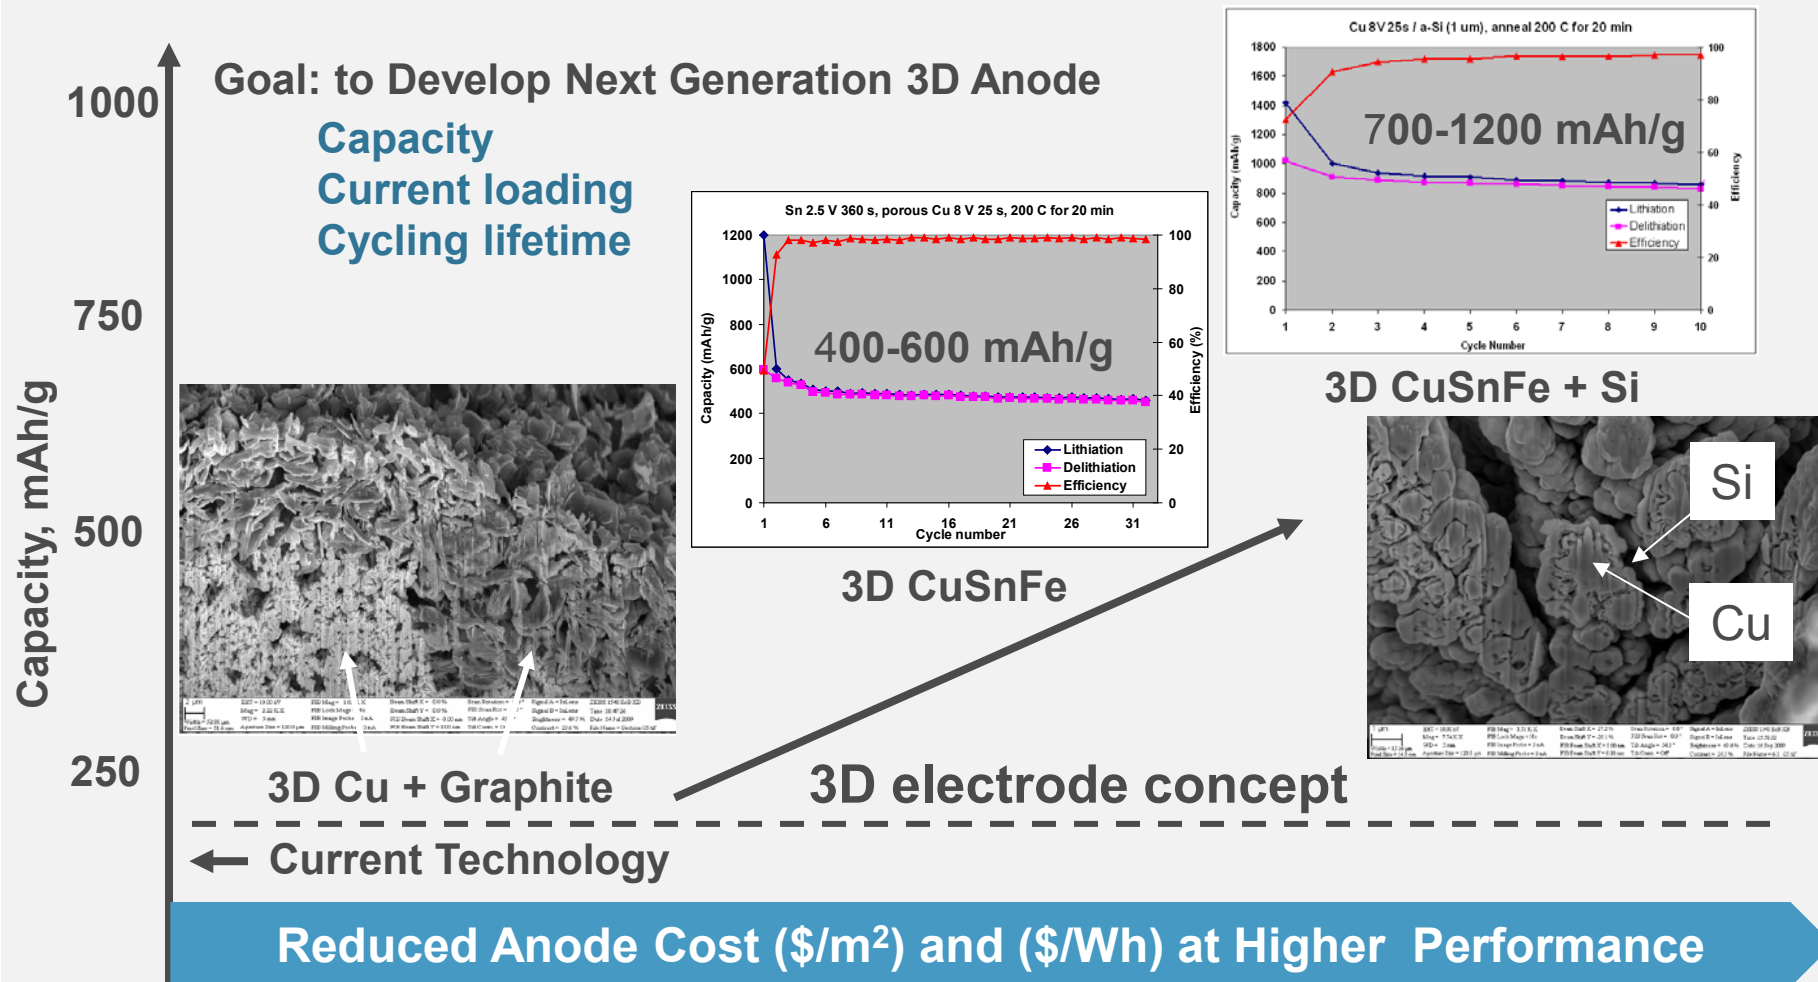 Goal: to Develop Next Generation 3D Anode
Capacity
Current loading
Cycling lifetime
Capacity, mAh/g
1000
750
500
250
Sn 2.5 V 360 s, porous Cu 8 V 25 s, 200 C for 20 min
Capacity (mAh/g)
1200
1000
800
600
400
200
0
400-600 mAh/g
Efficiency (%)
100
80
60
40
20
0
Lithiation
Delithiation
Efficiency
1 6 11 16 21 26 31
Cycle number
3D CuSnFe
Cu 8V 25s / a-Si (1 um), anneal 200 C for 20 min
Capacity (mAh/g)
1800
1600
1400
1200
1000
800
600
400
200
0
700-1200 mAh/g
Efficiency
100
80
60
40
20
0
Lithiation
Delithiation
Efficiency
1 2 3 4 5 6 7 8 9 10
Cycle Number
3D CuSnFe + Si
Si
Cu
2 µm
1 µm
3D Cu + Graphite
3D electrode concept
Current Technology
Reduced Anode Cost ($/m²) and ($/Wh) at Higher Performance